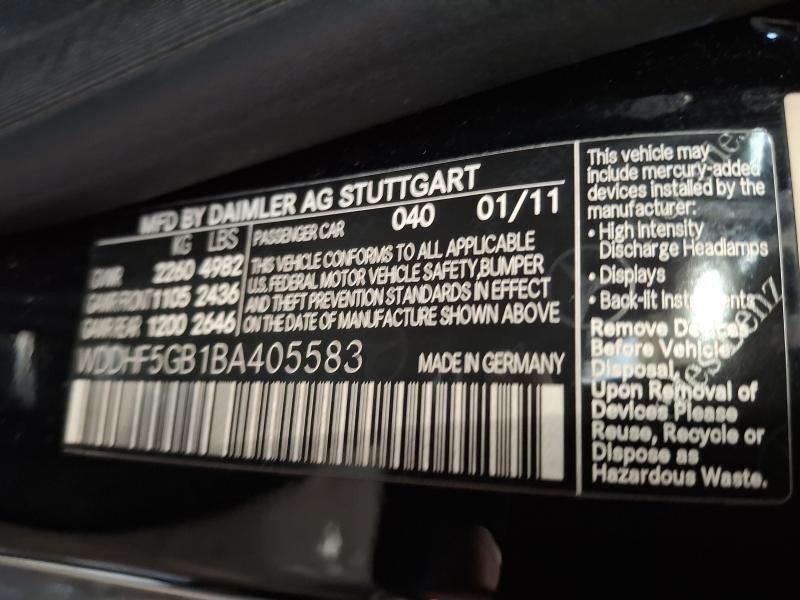 MFD BY DAIMLER AG STUTTGART
KG LBS
GVWR 2260 4982
GAWR FRONT 1105 2436
GAWR REAR 1200 2646
PASSENGER CAR 040 01/11
THIS VEHICLE CONFORMS TO ALL APPLICABLE
U.S. FEDERAL MOTOR VEHICLE SAFETY,BUMPER
AND THEFT PREVENTION STANDARDS IN EFFECT
ON THE DATE OF MANUFACTURE SHOWN ABOVE
WDDHF5GB1BA405583 MADE IN GERMANY
This vehicle may
include mercury-added
devices installed by the
manufacturer:
• High Intensity
Discharge Headlamps
• Displays
• Back-lit Instruments
Remove Devices
Before Vehicle
Disposal.
Upon Removal of
Devices Please
Reuse, Recycle or
Dispose as
Hazardous Waste.